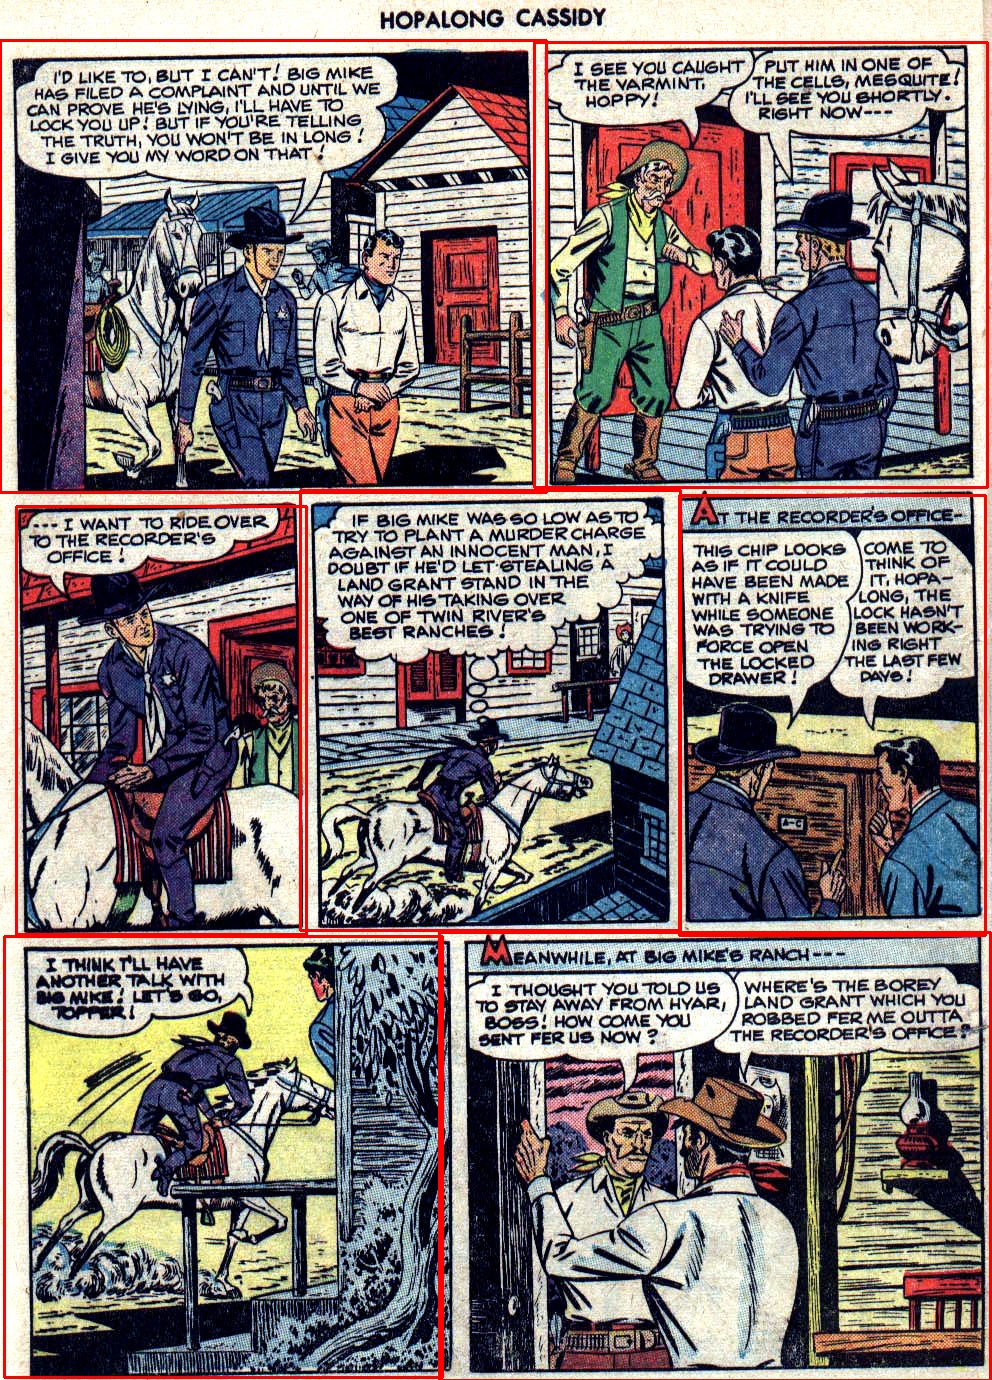 HOPALONG CASSIDY
I'D LIKE TO, BUT I CAN'T! BIG MIKE
HAS FILED A COMPLAINT AND UNTIL WE
CAN PROVE HE'S LYING, I'LL HAVE TO
LOCK YOU UP! BUT IF YOU'RE TELLING
THE TRUTH, YOU WON'T BE IN LONG!
I GIVE YOU MY WORD ON THAT!
I SEE YOU CAUGHT
THE VARMINT,
HOPPY!
PUT HIM IN ONE OF
THE CELLS, MESQUITE!
I'LL SEE YOU SHORTLY.
RIGHT NOW---
--- I WANT TO RIDE OVER
TO THE RECORDER'S
OFFICE!
IF BIG MIKE WAS SO LOW AS TO
TRY TO PLANT A MURDER CHARGE
AGAINST AN INNOCENT MAN, I
DOUBT IF HE'D LET STEALING A
LAND GRANT STAND IN THE
WAY OF HIS TAKING OVER
ONE OF TWIN RIVER'S
BEST RANCHES!
AT THE RECORDER'S OFFICE-
THIS CHIP LOOKS
AS IF IT COULD
HAVE BEEN MADE
WITH A KNIFE
WHILE SOMEONE
WAS TRYING TO
FORCE OPEN
THE LOCKED
DRAWER!
COME TO
THINK OF
IT, HOPA-
LONG, THE
LOCK HASN'T
BEEN WORK-
ING RIGHT
THE LAST FEW
DAYS!
A-C
I THINK I'LL HAVE
ANOTHER TALK WITH
BIG MIKE! LET'S GO,
TOPPER!
MEANWHILE, AT BIG MIKE'S RANCH---
I THOUGHT YOU TOLD US
TO STAY AWAY FROM HYAR,
BOSS! HOW COME YOU
SENT FER US NOW?
WHERE'S THE BOREY
LAND GRANT WHICH YOU
ROBBED FER ME OUTTA
THE RECORDER'S OFFICE?